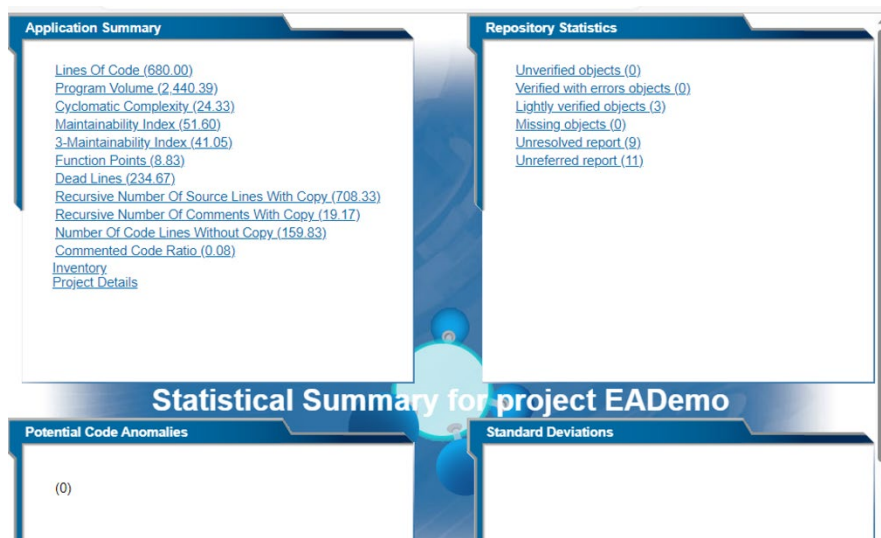 Application Summary
Lines Of Code (680.00)
Program Volume (2,440.39)
Cyclomatic Complexity (24.33)
Maintainability Index (51.60)
3-Maintainability Index (41.05)
Function Points (8.83)
Dead Lines (234.67)
Recursive Number Of Source Lines With Copy (708.33)
Recursive Number Of Comments With Copy (19.17)
Number Of Code Lines Without Copy (159.83)
Commented Code Ratio (0.08)
Inventory
Project Details
Repository Statistics
Unverified objects (0)
Verified with errors objects (0)
Lightly verified objects (3)
Missing objects (0)
Unresolved report (9)
Unreferred report (11)
Statistical Summary for project EADemo
Potential Code Anomalies
(0)
Standard Deviations